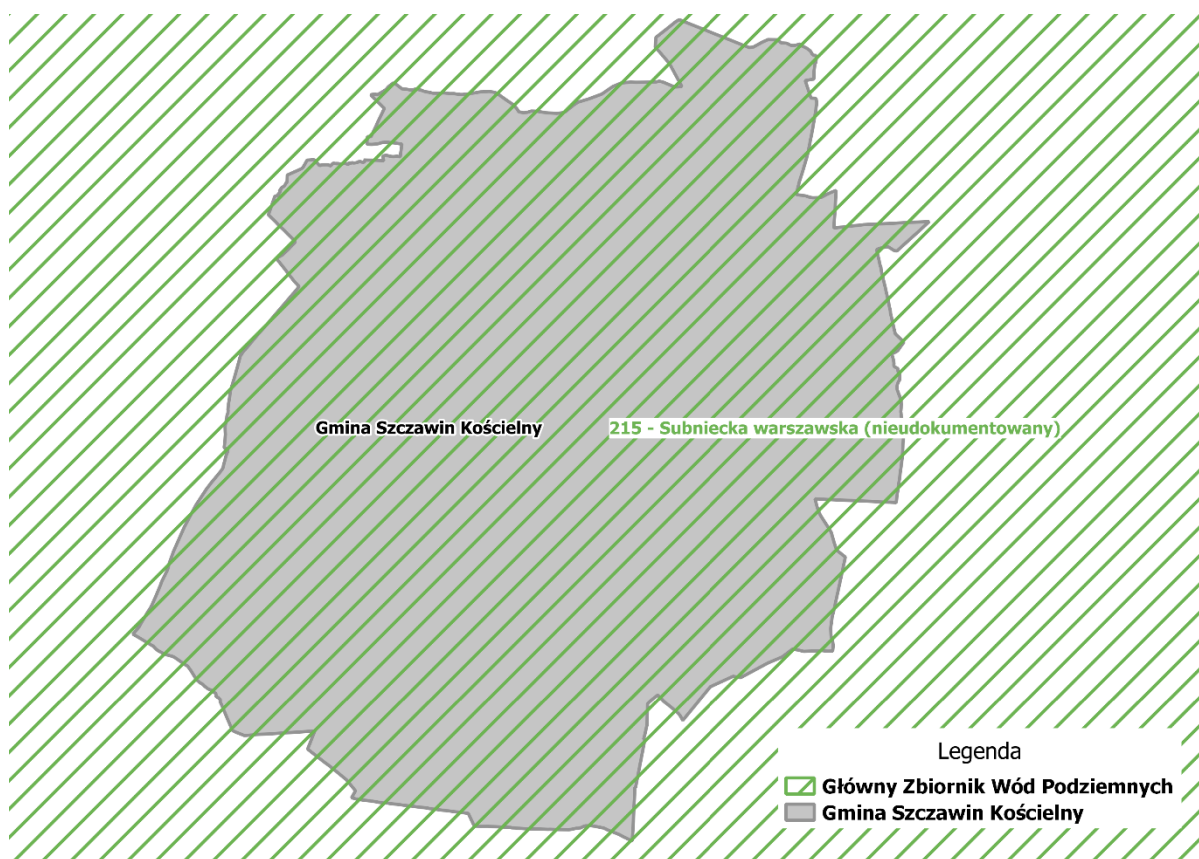 Gmina Szczawin Kościelny
215 - Subniecka warszawska (nieudokumentowany)
Legenda
Główny Zbiornik Wód Podziemnych
Gmina Szczawin Kościelny